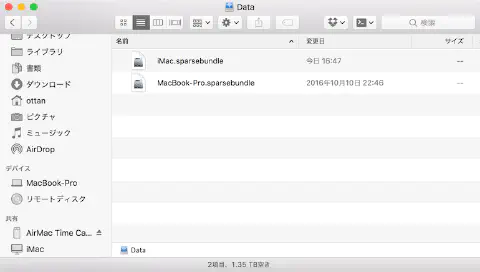 Data
検索
デスクトップ
ライブラリ
書類
ダウンロード
ottan
ピクチャ
ミュージック
AirDrop
デバイス
MacBook-Pro
リモートディスク
共有
AirMac Time Ca...
iMac
名前 変更日 サイズ
iMac.sparsebundle 今日 16:47 --
MacBook-Pro.sparsebundle 2016年10月10日 22:46 --
Data
2項目、1.35 TB空き